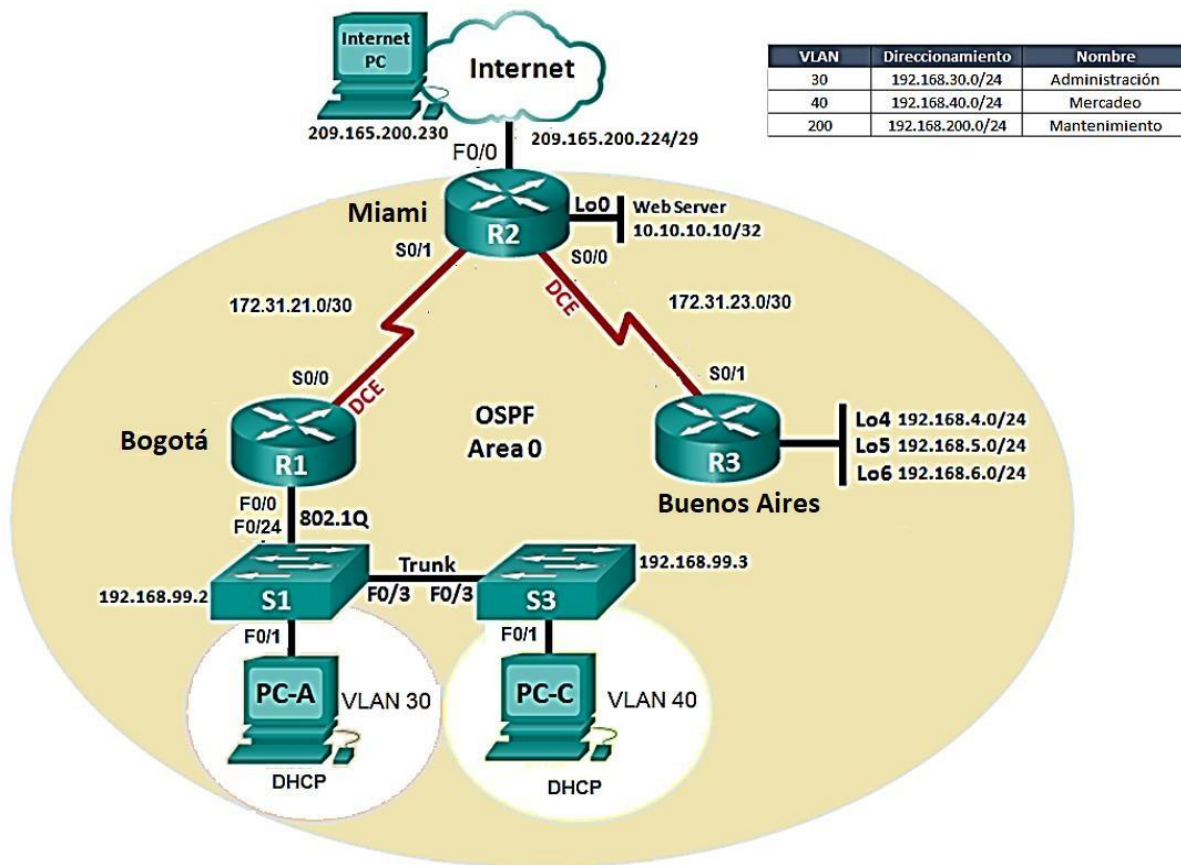 Internet
PC
Internet
209.165.200.230
209.165.200.224/29
F0/0
VLAN Direccionamiento Nombre
30 192.168.30.0/24 Administración
40 192.168.40.0/24 Mercadeo
200 192.168.200.0/24 Mantenimiento
Miami
R2
Lo0
Web Server
10.10.10.10/32
S0/1
S0/0
DCE
172.31.21.0/30
172.31.23.0/30
S0/0
DCE
S0/1
OSPF
Area 0
Bogotá
R1
R3
Buenos Aires
Lo4 192.168.4.0/24
Lo5 192.168.5.0/24
Lo6 192.168.6.0/24
F0/0
F0/24
802.1Q
192.168.99.2
S1
Trunk
F0/3 F0/3
S3
192.168.99.3
F0/1
F0/1
PC-A
VLAN 30
DHCP
PC-C
VLAN 40
DHCP